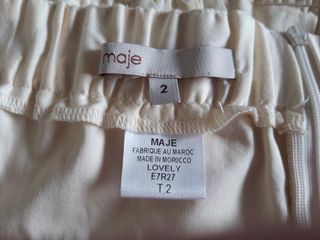 maje
2
MAJE
FABRIQUE AU MAROC
MADE IN MOROCCO
LOVELY
E7R27
T.2